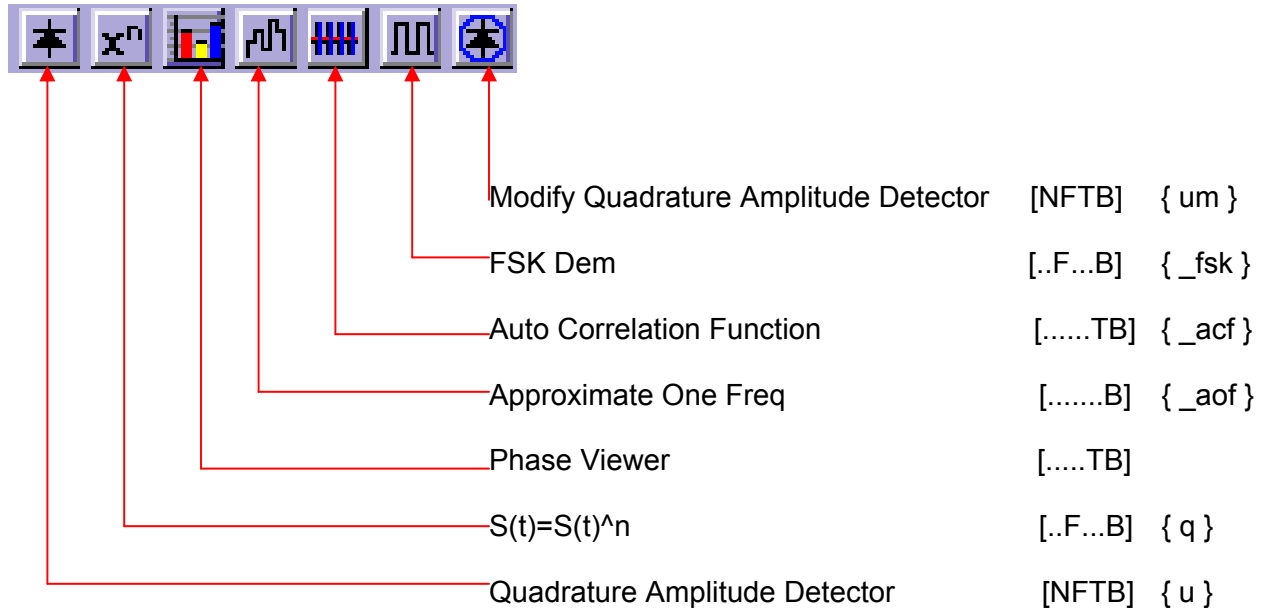 xⁿ
Modify Quadrature Amplitude Detector [NFTB] { um }
FSK Dem [..F...B] { _fsk }
Auto Correlation Function [......TB] { _acf }
Approximate One Freq [.......B] { _aof }
Phase Viewer [.....TB]
S(t)=S(t)^n [..F...B] { q }
Quadrature Amplitude Detector [NFTB] { u }